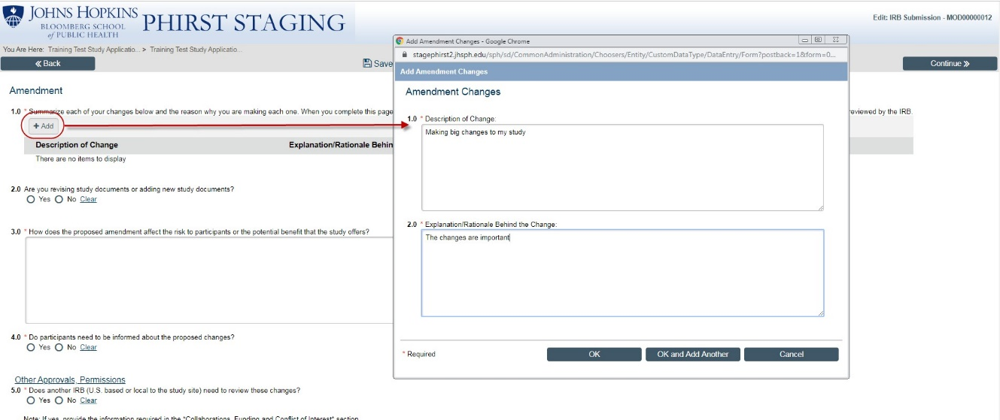 JOHNS HOPKINS
BLOOMBERG SCHOOL
of PUBLIC HEALTH
PHIRST STAGING
Edit: IRB Submission - MOD00000012
You Are Here: Training Test Study Applicatio... > Training Test Study Applicatio...
« Back
Save
Continue »
Amendment
1.0 * Summarize each of your changes below and the reason why you are making each one. When you complete this page
reviewed by the IRB.
+ Add
Description of Change
Explanation/Rationale Behin
There are no items to display
2.0 Are you revising study documents or adding new study documents?
Yes No Clear
3.0 * How does the proposed amendment affect the risk to participants or the potential benefit that the study offers?
4.0 * Do participants need to be informed about the proposed changes?
Yes No Clear
Other Approvals, Permissions
5.0 * Does another IRB (U.S. based or local to the study site) need to review these changes?
Yes No Clear
Note: If yes, provide the information required in the "Collaborations, Funding and Conflict of Interest" section
Add Amendment Changes - Google Chrome
stagephirst2.jhsph.edu/sph/sd/CommonAdministration/Choosers/Entity/CustomDataType/DataEntry/Form?postback=1&form=0...
Add Amendment Changes
Amendment Changes
1.0 * Description of Change:
Making big changes to my study
2.0 * Explanation/Rationale Behind the Change:
The changes are important
* Required
OK
OK and Add Another
Cancel